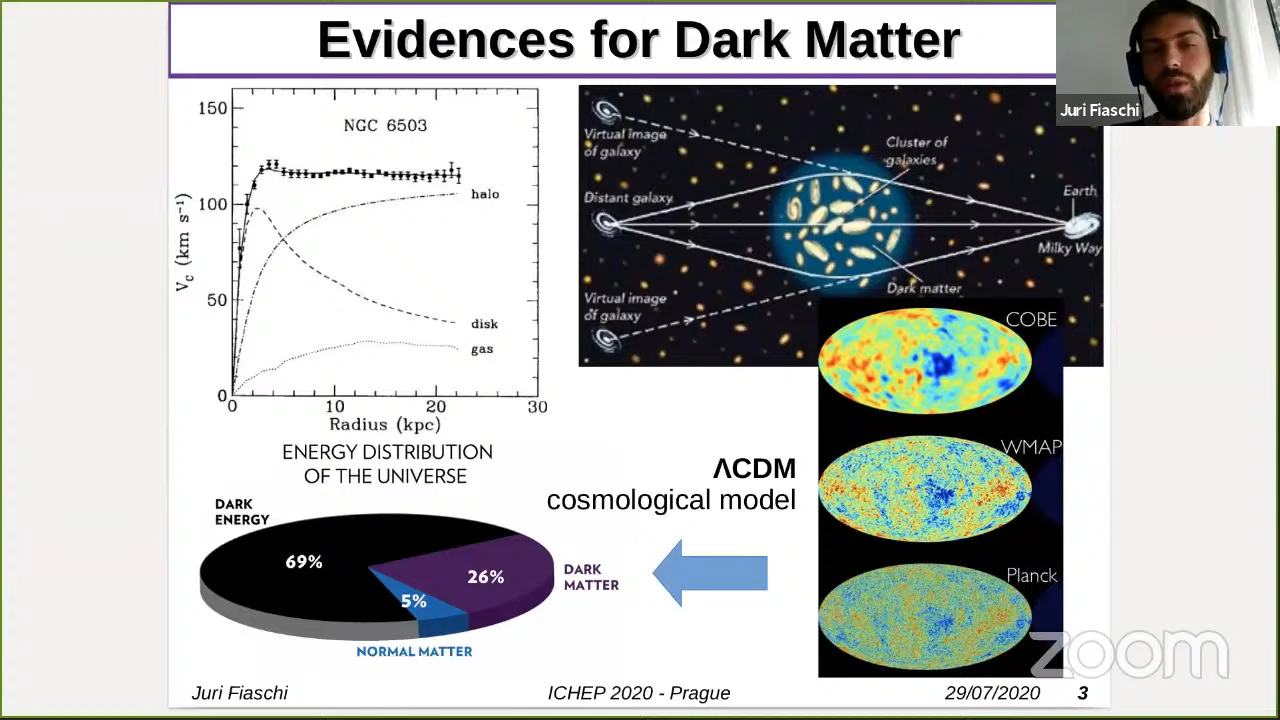 Evidences for Dark Matter
Juri Fiaschi
150
100
50
0
NGC 6503
halo
disk
gas
V_c (km s⁻¹)
0 10 20 30
Radius (kpc)
Virtual image
of galaxy
Distant galaxy
Virtual image
of galaxy
Cluster of
galaxies
Dark matter
Earth
Milky Way
COBE
WMAP
Planck
ΛCDM
cosmological model
ENERGY DISTRIBUTION
OF THE UNIVERSE
DARK
ENERGY
69%
26%
5%
DARK
MATTER
NORMAL MATTER
zoom
Juri Fiaschi
ICHEP 2020 - Prague
29/07/2020
3